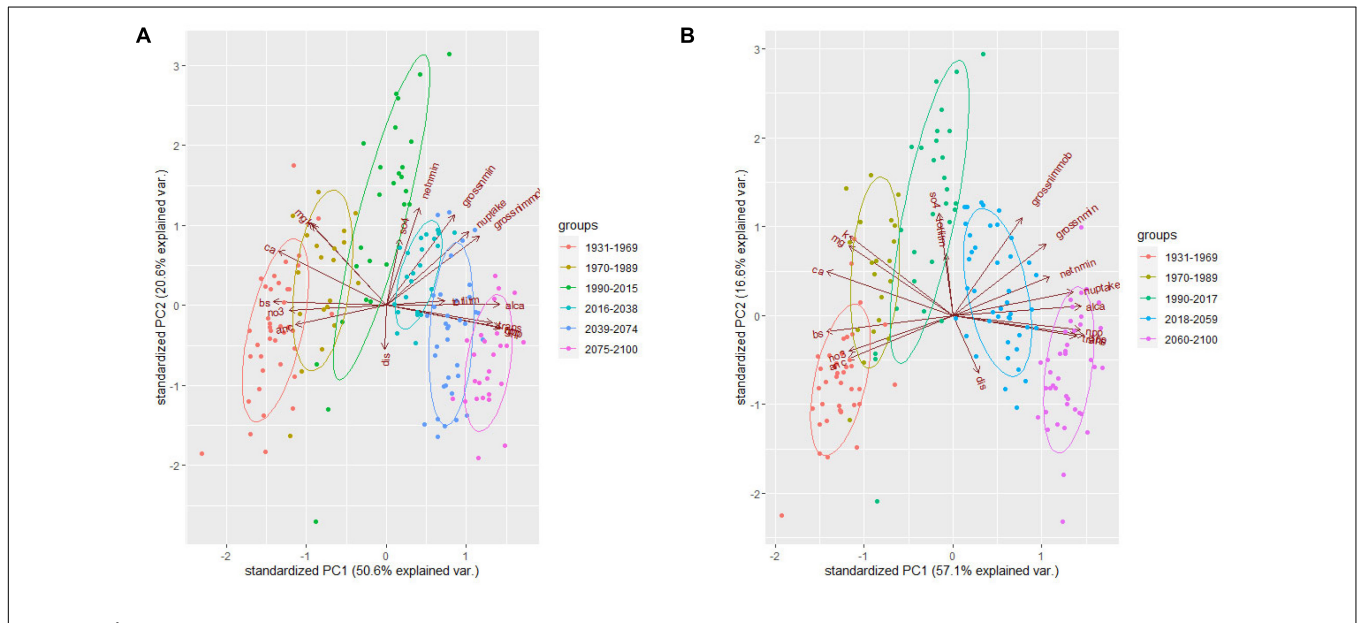 A
standardized PC2 (20.6% explained var.)
3
2
1
0
-1
-2
-2
-1
0
1
standardized PC1 (50.6% explained var.)
mg
ca
bs
no3
so4
netnmin
grossnmin
nuptake
grossnimmob
alca
trans
dis
groups
1931-1969
1970-1989
1990-2015
2016-2038
2039-2074
2075-2100
B
standardized PC2 (16.6% explained var.)
3
2
1
0
-1
-2
-2
-1
0
1
standardized PC1 (57.1% explained var.)
so4
k
mg
ca
bs
no3
anc
grossnimmob
grossnmin
netnmin
nuptake
alca
npp
dis
groups
1931-1969
1970-1989
1990-2017
2018-2059
2060-2100